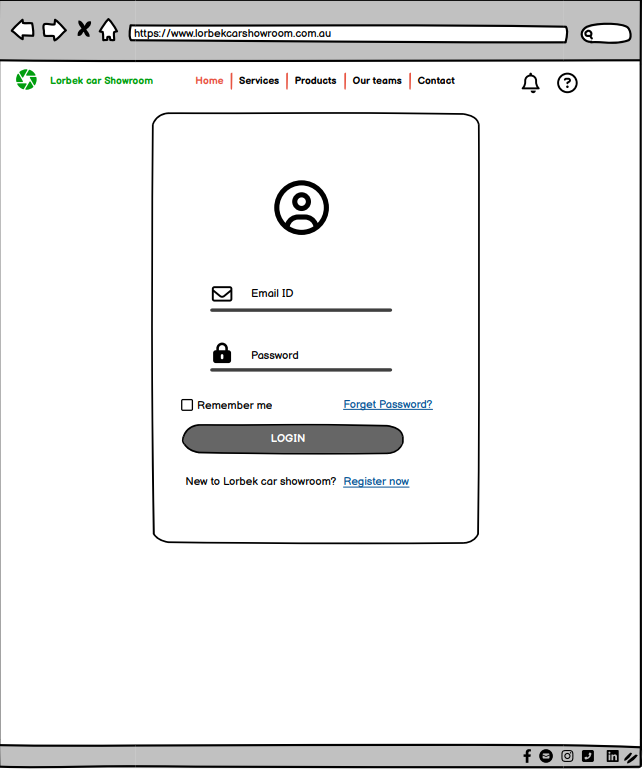 https://www.lorbekcarshowroom.com.au
Lorbek car Showroom Home Services Products Our teams Contact
Email ID
Password
Remember me Forget Password?
LOGIN
New to Lorbek car showroom? Register now